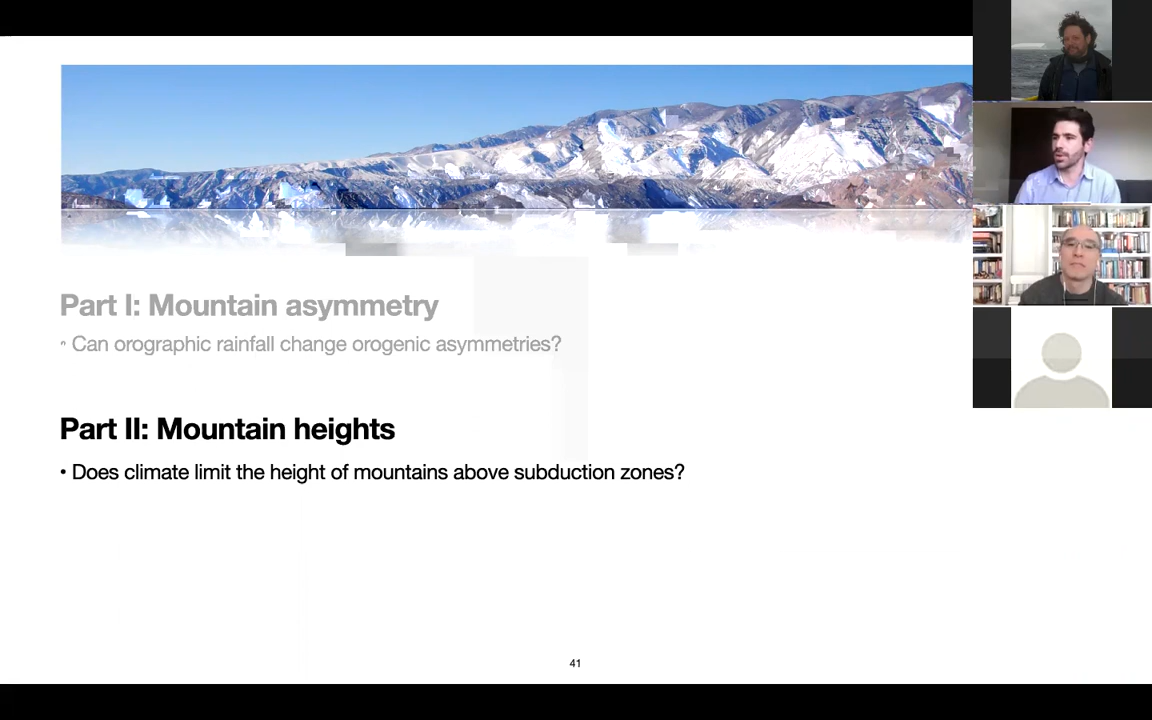 Part I: Mountain asymmetry
Can orographic rainfall change orogenic asymmetries?
Part II: Mountain heights
• Does climate limit the height of mountains above subduction zones?
41